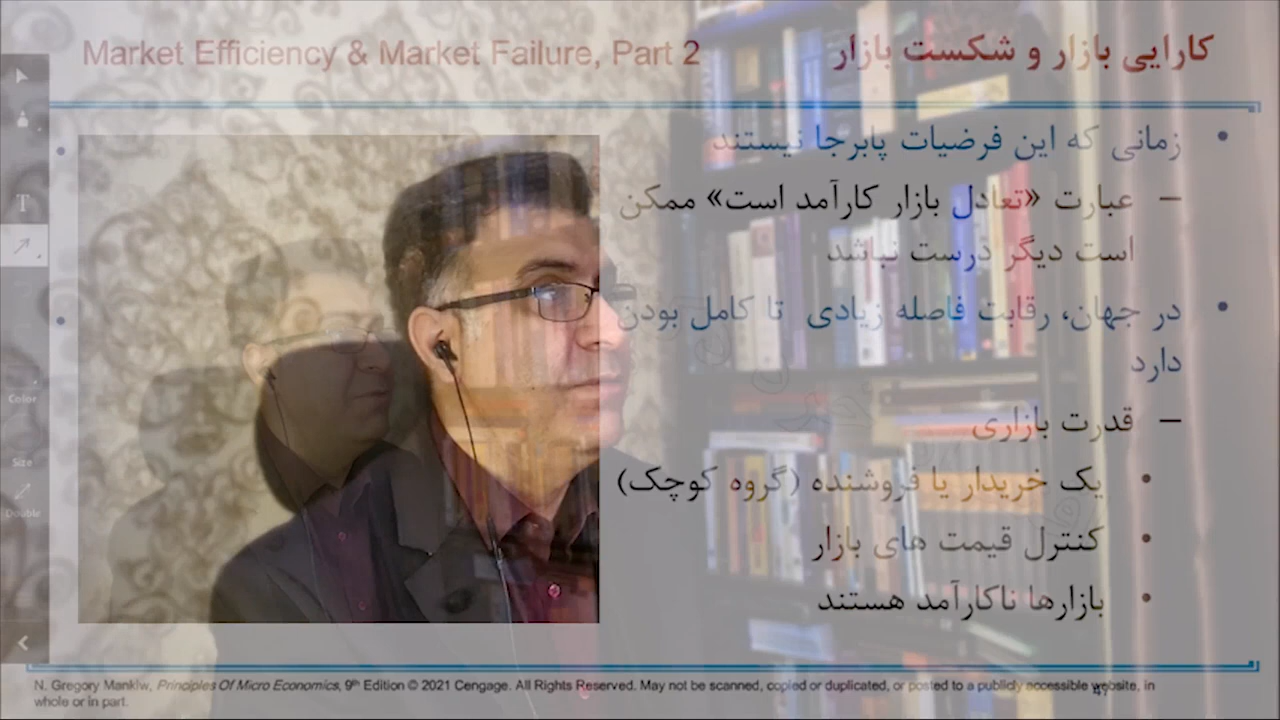 Market Efficiency & Market Failure, Part 2
کارایی بازار و شکست بازار
• زمانی که این فرضیات پابرجا نیستند
– عبارت «تعادل بازار کارآمد است» ممکن
است دیگر درست نباشد
• در جهان، رقابت فاصله زیادی تا کامل بودن
دارد
– قدرت بازاری
• یک خریدار یا فروشنده (گروه کوچک)
• کنترل قیمت های بازار
• بازارها ناکارآمد هستند
T
Color
Size
Double
N. Gregory Mankiw, Principles Of Micro Economics, 9th Edition © 2021 Cengage. All Rights Reserved. May not be scanned, copied or duplicated, or posted to a publicly accessible website, in
whole or in part.